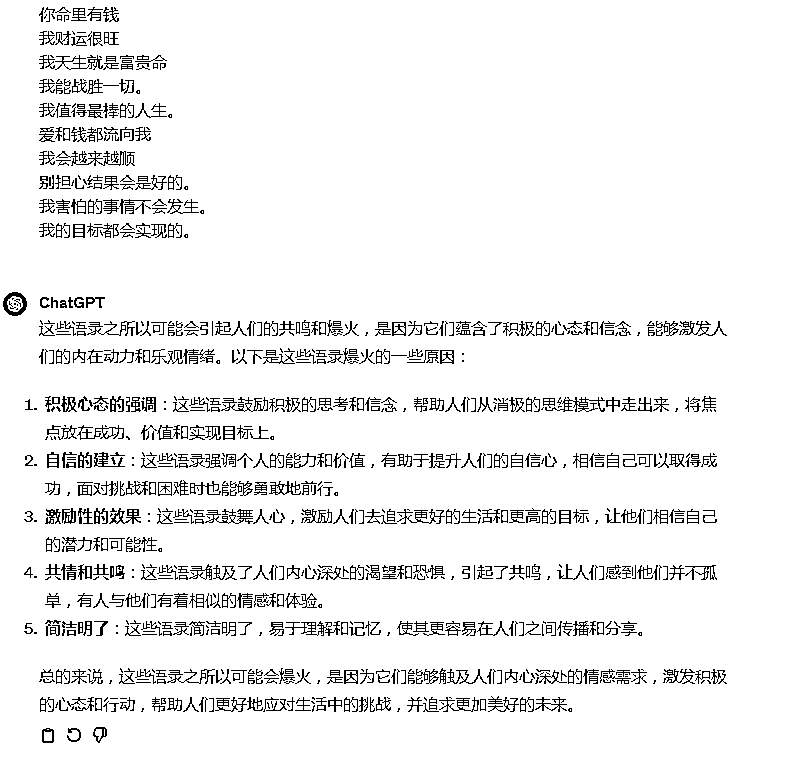 你命里有钱
我财运很旺
我天生就是富贵命
我能战胜一切。
我值得最棒的人生。
爱和钱都流向我
我会越来越顺
别担心结果会是好的。
我害怕的事情不会发生。
我的目标都会实现的。
ChatGPT
这些语录之所以可能会引起人们的共鸣和爆火，是因为它们蕴含了积极的心态和信念，能够激发人
们的内在动力和乐观情绪。以下是这些语录爆火的一些原因：
1. 积极心态的强调：这些语录鼓励积极的思考和信念，帮助人们从消极的思维模式中走出来，将焦
点放在成功、价值和实现目标上。
2. 自信的建立：这些语录强调个人的能力和价值，有助于提升人们的自信心，相信自己可以取得成
功，面对挑战和困难时也能够勇敢地前行。
3. 激励性的效果：这些语录鼓舞人心，激励人们去追求更好的生活和更高的目标，让他们相信自己
的潜力和可能性。
4. 共情和共鸣：这些语录触及了人们内心深处的渴望和恐惧，引起了共鸣，让人们感到他们并不孤
单，有人与他们有着相似的情感和体验。
5. 简洁明了：这些语录简洁明了，易于理解和记忆，使其更容易在人们之间传播和分享。
总的来说，这些语录之所以可能会爆火，是因为它们能够触及人们内心深处的情感需求，激发积极
的心态和行动，帮助人们更好地应对生活中的挑战，并追求更加美好的未来。